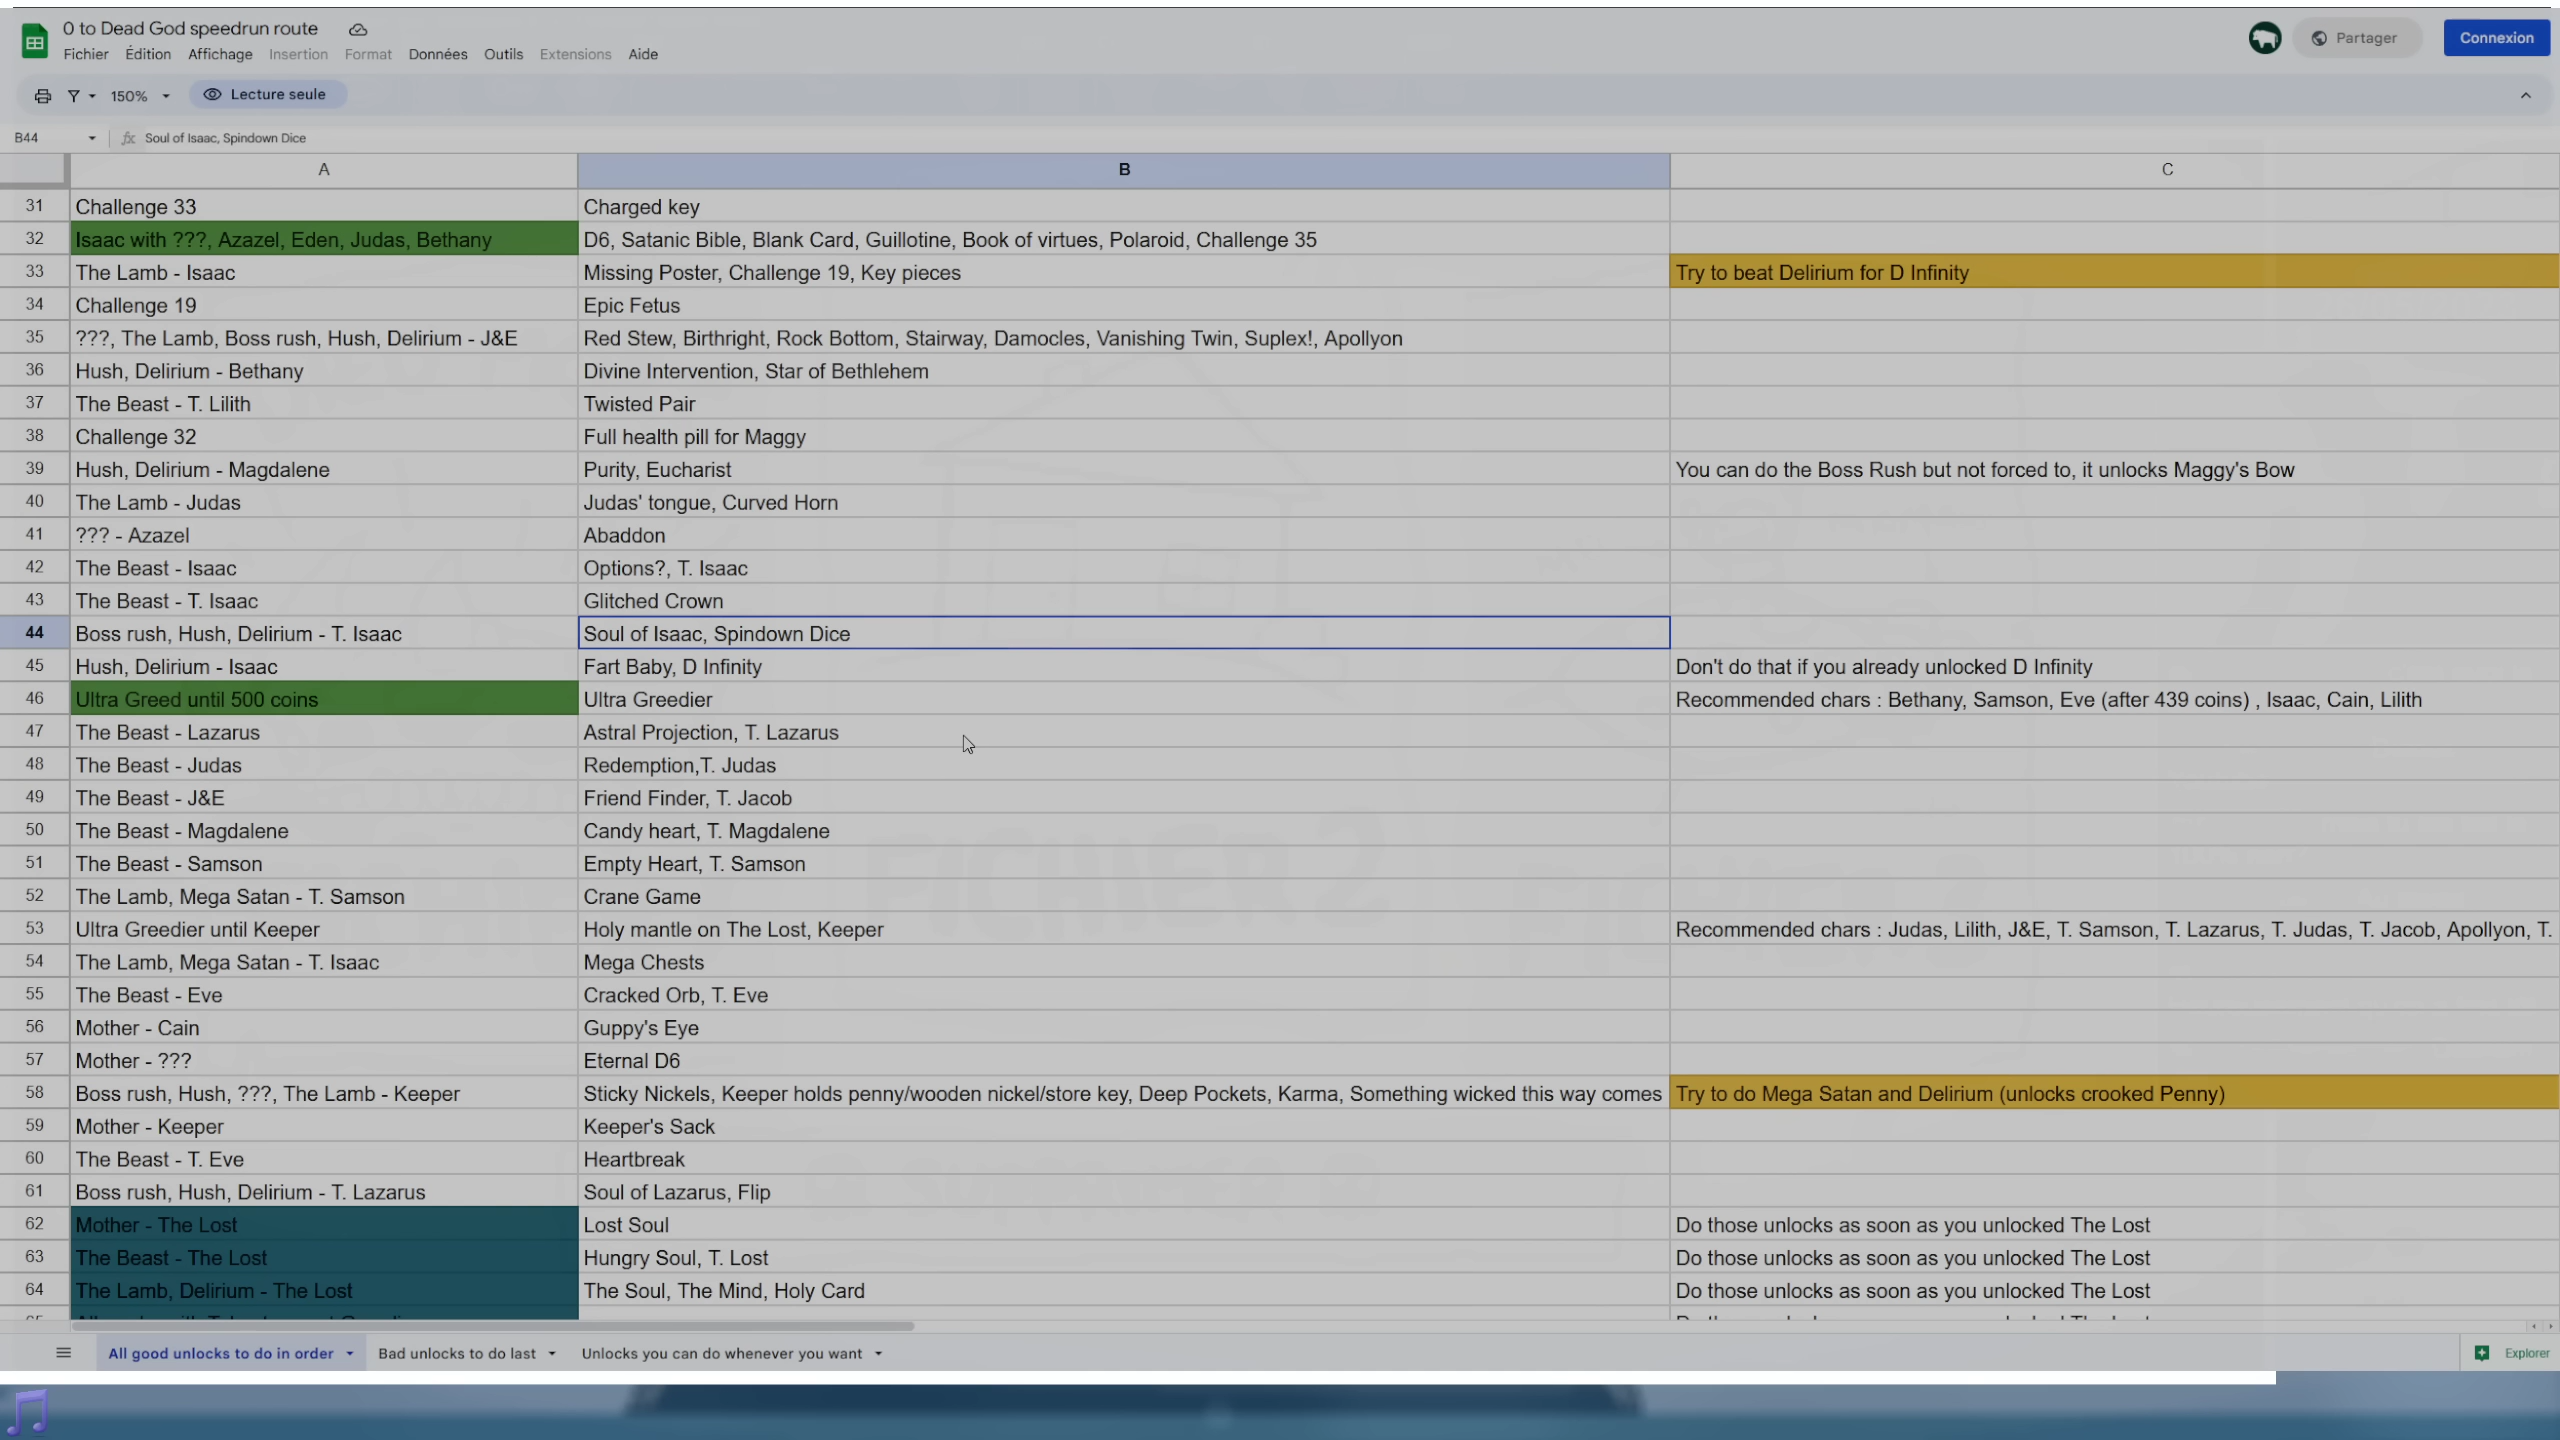 0 to Dead God speedrun route
Fichier Édition Affichage Insertion Format Données Outils Extensions Aide
Partager
Connexion
150% Lecture seule
B44 fx Soul of Isaac, Spindown Dice
A B C
31 Challenge 33 Charged key
32 Isaac with ???, Azazel, Eden, Judas, Bethany D6, Satanic Bible, Blank Card, Guillotine, Book of virtues, Polaroid, Challenge 35
33 The Lamb - Isaac Missing Poster, Challenge 19, Key pieces Try to beat Delirium for D Infinity
34 Challenge 19 Epic Fetus
35 ???, The Lamb, Boss rush, Hush, Delirium - J&E Red Stew, Birthright, Rock Bottom, Stairway, Damocles, Vanishing Twin, Suplex!, Apollyon
36 Hush, Delirium - Bethany Divine Intervention, Star of Bethlehem
37 The Beast - T. Lilith Twisted Pair
38 Challenge 32 Full health pill for Maggy
39 Hush, Delirium - Magdalene Purity, Eucharist You can do the Boss Rush but not forced to, it unlocks Maggy's Bow
40 The Lamb - Judas Judas' tongue, Curved Horn
41 ??? - Azazel Abaddon
42 The Beast - Isaac Options?, T. Isaac
43 The Beast - T. Isaac Glitched Crown
44 Boss rush, Hush, Delirium - T. Isaac Soul of Isaac, Spindown Dice
45 Hush, Delirium - Isaac Fart Baby, D Infinity Don't do that if you already unlocked D Infinity
46 Ultra Greed until 500 coins Ultra Greedier Recommended chars : Bethany, Samson, Eve (after 439 coins) , Isaac, Cain, Lilith
47 The Beast - Lazarus Astral Projection, T. Lazarus
48 The Beast - Judas Redemption,T. Judas
49 The Beast - J&E Friend Finder, T. Jacob
50 The Beast - Magdalene Candy heart, T. Magdalene
51 The Beast - Samson Empty Heart, T. Samson
52 The Lamb, Mega Satan - T. Samson Crane Game
53 Ultra Greedier until Keeper Holy mantle on The Lost, Keeper Recommended chars : Judas, Lilith, J&E, T. Samson, T. Lazarus, T. Judas, T. Jacob, Apollyon, T.
54 The Lamb, Mega Satan - T. Isaac Mega Chests
55 The Beast - Eve Cracked Orb, T. Eve
56 Mother - Cain Guppy's Eye
57 Mother - ??? Eternal D6
58 Boss rush, Hush, ???, The Lamb - Keeper Sticky Nickels, Keeper holds penny/wooden nickel/store key, Deep Pockets, Karma, Something wicked this way comes Try to do Mega Satan and Delirium (unlocks crooked Penny)
59 Mother - Keeper Keeper's Sack
60 The Beast - T. Eve Heartbreak
61 Boss rush, Hush, Delirium - T. Lazarus Soul of Lazarus, Flip
62 Mother - The Lost Lost Soul Do those unlocks as soon as you unlocked The Lost
63 The Beast - The Lost Hungry Soul, T. Lost Do those unlocks as soon as you unlocked The Lost
64 The Lamb, Delirium - The Lost The Soul, The Mind, Holy Card Do those unlocks as soon as you unlocked The Lost
All good unlocks to do in order Bad unlocks to do last Unlocks you can do whenever you want Explorer
FICHIER 2